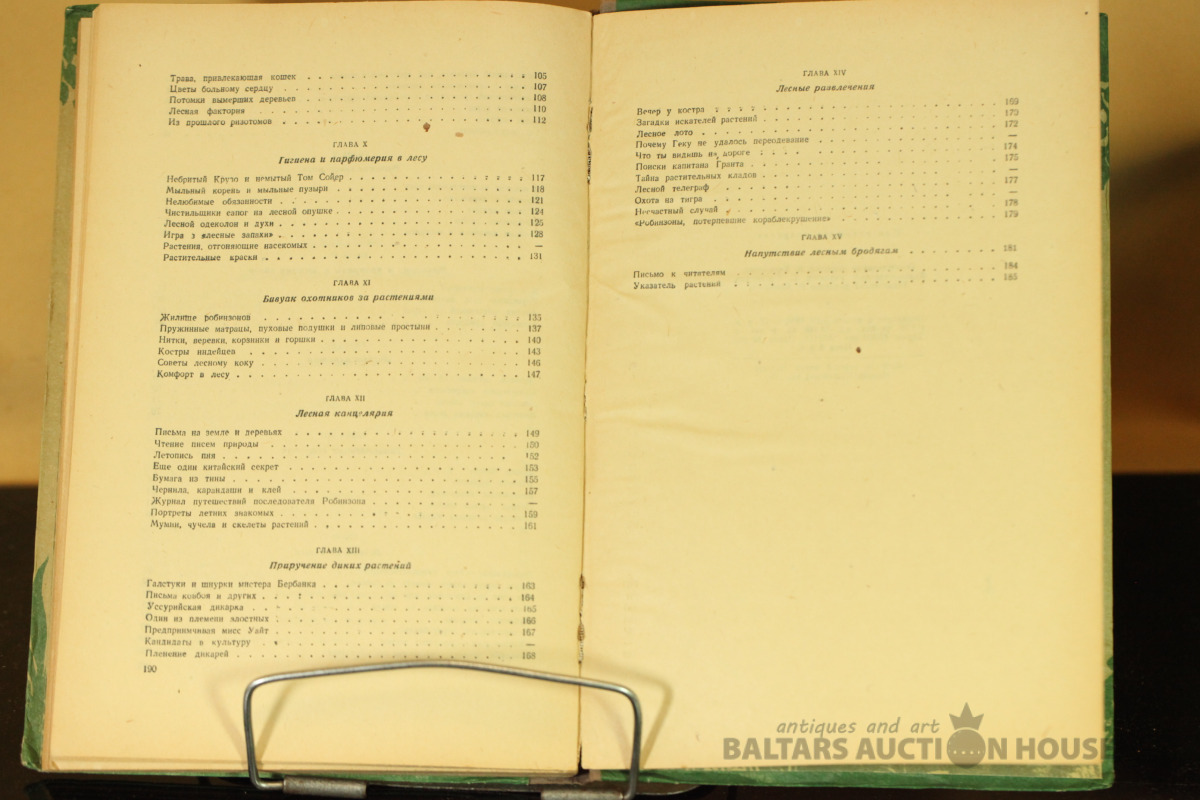 Трава, привлекающая кошек 105
Цветы больному сердцу 107
Потомки вымерших деревьев 108
Лесная фактория 110
Из прошлого ризотомов 112
ГЛАВА X
Гигиена и парфюмерия в лесу
Небритый Крузо и немытый Том Сойер 117
Мыльный корень и мыльные пузыри 118
Нелюбимые обязанности 121
Чистильщики сапог на лесной опушке 124
Лесной одеколон и духи 125
Игра в «лесные запахи» 128
Растения, отгоняющие насекомых —
Растительные краски 131
ГЛАВА XI
Бивуак охотников за растениями
Жилище робинзонов 135
Пружинные матрацы, пуховые подушки и липовые простыни 137
Нитки, веревки, корзинки и горшки 140
Костры индейцев 143
Советы лесному коку 146
Комфорт в лесу 147
ГЛАВА XII
Лесная канцелярия
Письма на земле и деревьях 149
Чтение писем природы 150
Летопись пня 152
Еще один китайский секрет 153
Бумага из тины 155
Чернила, карандаши и клей 157
Журнал путешествий последователя Робинзона —
Портреты летних знакомых 159
Мумии, чучела и скелеты растений 161
ГЛАВА XIII
Приручение диких растений
Галстуки и шнурки мистера Бербанка 163
Письма ковбоя и других 164
Уссурийская дикарка 165
Один из племени злостных 166
Предприимчивая мисс Уайт 167
Кандидаты в культуру —
Пленение дикарей 168
190
ГЛАВА XIV
Лесные развлечения
Вечер у костра 169
Загадки искателей растений 170
Лесное лото 172
Почему Геку не удалось переодевание —
Что ты видишь на дороге 174
Поиски капитана Гранта 175
Тайна растительных кладов —
Лесной телеграф 177
Охота на тигра —
Несчастный случай 178
«Робинзоны, потерпевшие кораблекрушение» 179
ГЛАВА XV
Напутствие лесным бродягам 181
Письмо к читателям 184
Указатель растений 185
antiques and art
BALTARS AUCTION HOUS